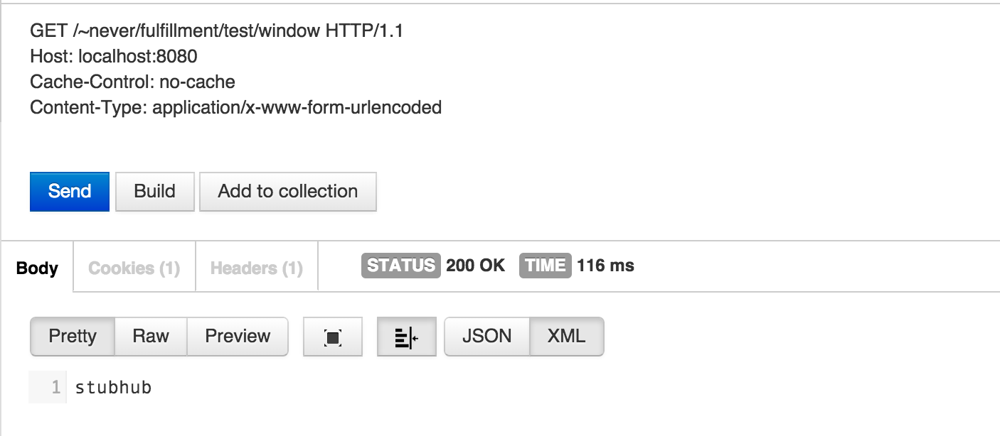 GET /~never/fulfillment/test/window HTTP/1.1
Host: localhost:8080
Cache-Control: no-cache
Content-Type: application/x-www-form-urlencoded
Send Build Add to collection
Body Cookies (1) Headers (1) STATUS 200 OK TIME 116 ms
Pretty Raw Preview JSON XML
1 stubhub